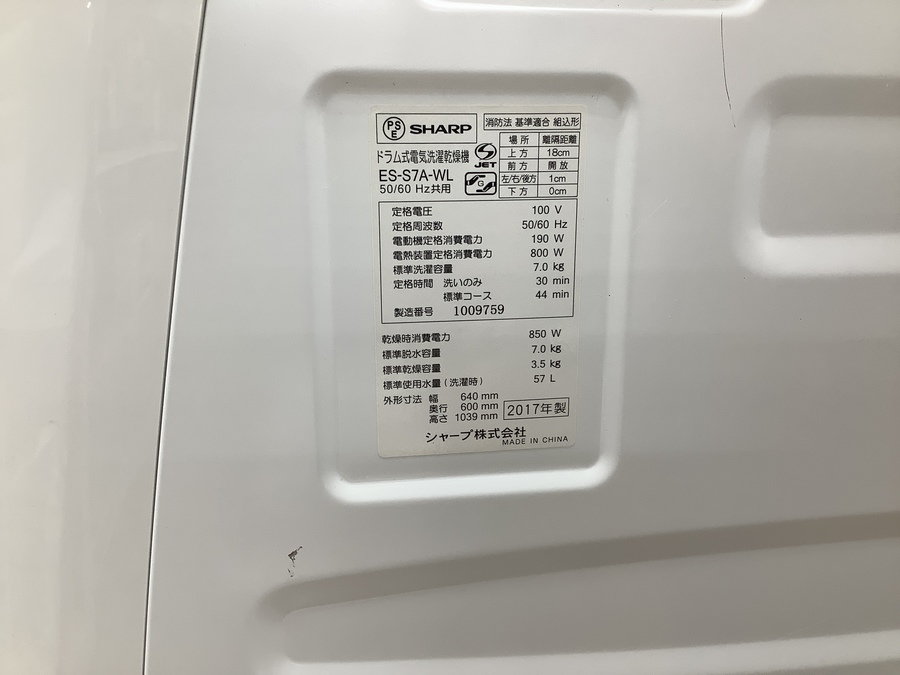 PSE SHARP 消防法 基準適合 組込形
ドラム式電気洗濯乾燥機 JET
ES-S7A-WL
50/60 Hz共用 G
場所 離隔距離
上方 18cm
前方 開放
左/右/後方 1cm
下方 0cm
定格電圧 100 V
定格周波数 50/60 Hz
電動機定格消費電力 190 W
電熱装置定格消費電力 800 W
標準洗濯容量 7.0 kg
定格時間 洗いのみ 30 min
標準コース 44 min
製造番号 1009759
乾燥時消費電力 850 W
標準脱水容量 7.0 kg
標準乾燥容量 3.5 kg
標準使用水量(洗濯時) 57 L
外形寸法 幅 640 mm
奥行 600 mm
高さ 1039 mm
2017年製
シャープ株式会社
MADE IN CHINA